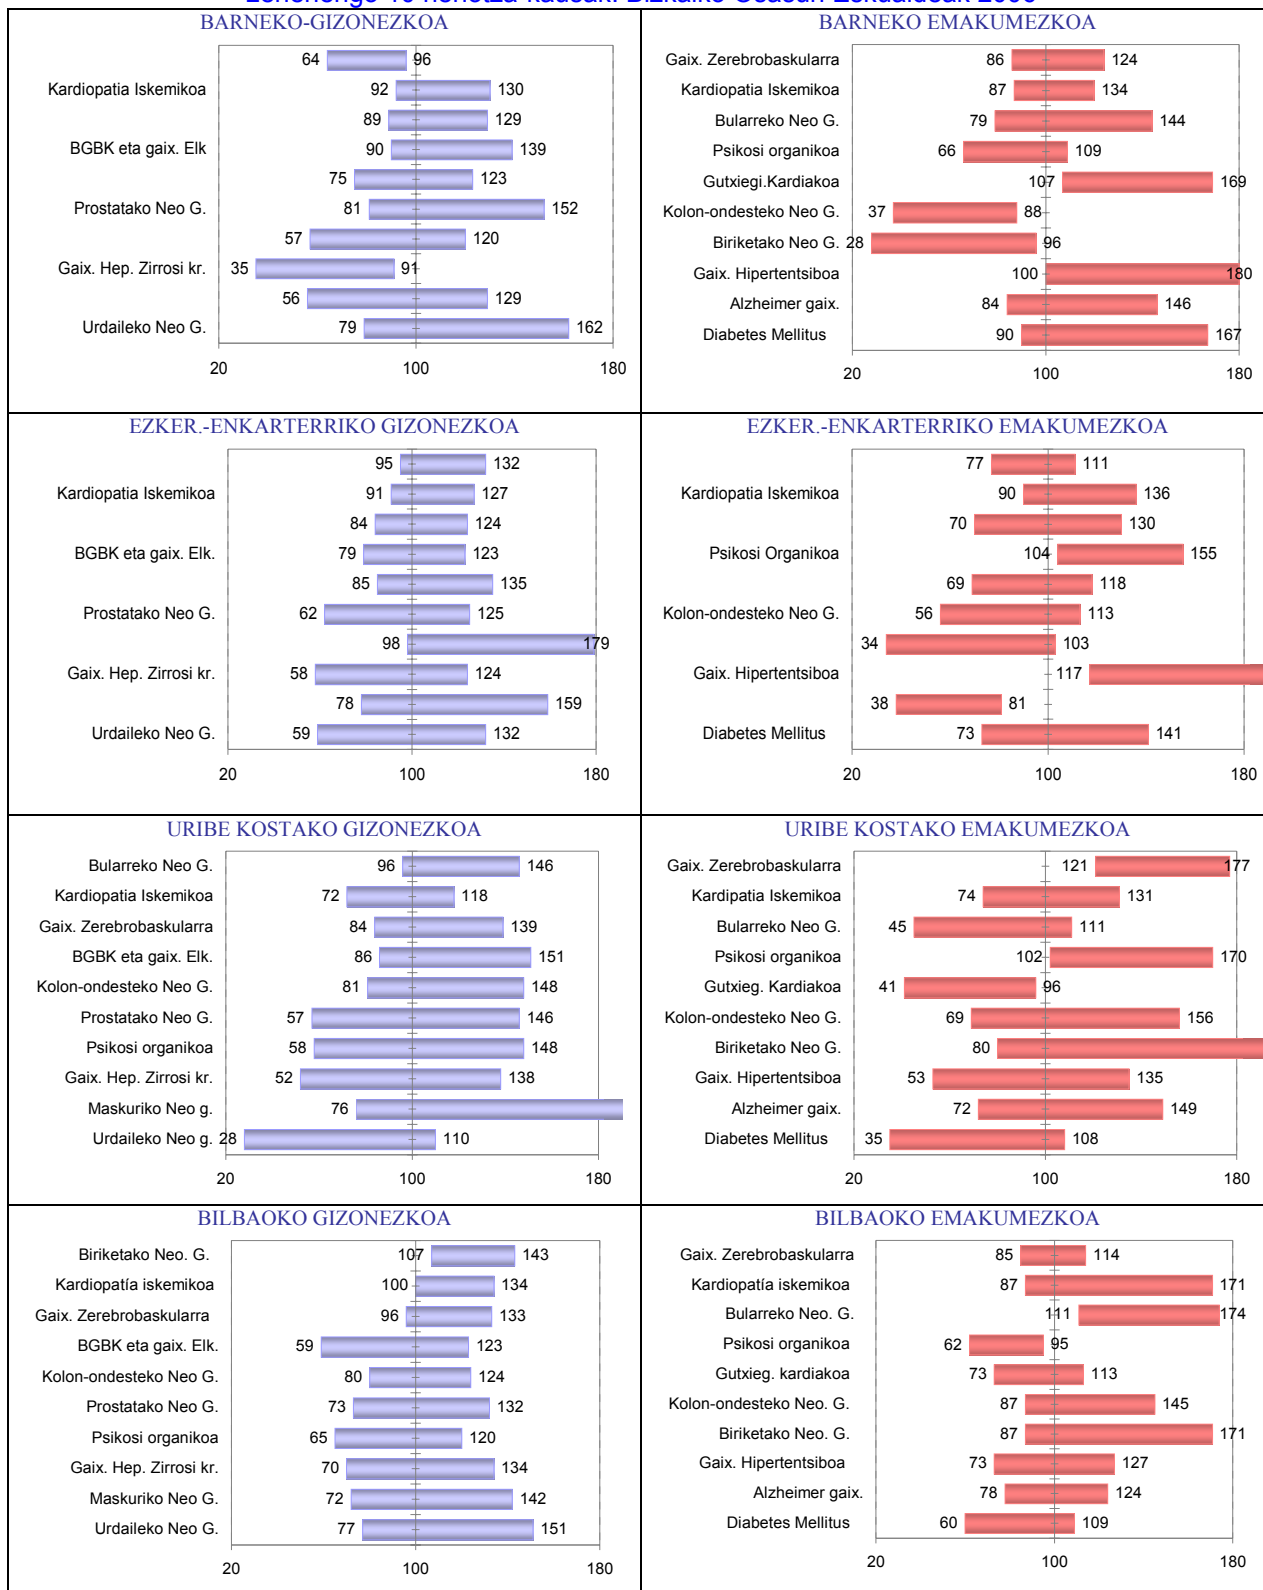 BARNEKO-GIZONEZKOA
64 96
Kardiopatia Iskemikoa 92 130
89 129
BGBK eta gaix. Elk 90 139
75 123
Prostatako Neo G. 81 152
57 120
Gaix. Hep. Zirrosi kr. 35 91
56 129
Urdaileko Neo G. 79 162
20 100 180
BARNEKO EMAKUMEZKOA
Gaix. Zerebrobaskularra 86 124
Kardiopatia Iskemikoa 87 134
Bularreko Neo G. 79 144
Psikosi organikoa 66 109
Gutxiegi.Kardiakoa 107 169
Kolon-ondesteko Neo G. 37 88
Biriketako Neo G. 28 96
Gaix. Hipertentsiboa 100 180
Alzheimer gaix. 84 146
Diabetes Mellitus 90 167
20 100 180
EZKER.-ENKARTERRIKO GIZONEZKOA
95 132
Kardiopatia Iskemikoa 91 127
84 124
BGBK eta gaix. Elk. 79 123
85 135
Prostatako Neo G. 62 125
98 179
Gaix. Hep. Zirrosi kr. 58 124
78 159
Urdaileko Neo G. 59 132
20 100 180
EZKER.-ENKARTERRIKO EMAKUMEZKOA
77 111
Kardiopatia Iskemikoa 90 136
70 130
Psikosi Organikoa 104 155
69 118
Kolon-ondesteko Neo G. 56 113
34 103
Gaix. Hipertentsiboa 117
38 81
Diabetes Mellitus 73 141
20 100 180
URIBE KOSTAKO GIZONEZKOA
Bularreko Neo G. 96 146
Kardiopatia Iskemikoa 72 118
Gaix. Zerebrobaskularra 84 139
BGBK eta gaix. Elk. 86 151
Kolon-ondesteko Neo G. 81 148
Prostatako Neo G. 57 146
Psikosi organikoa 58 148
Gaix. Hep. Zirrosi kr. 52 138
Maskuriko Neo g. 76
Urdaileko Neo g. 28 110
20 100 180
URIBE KOSTAKO EMAKUMEZKOA
Gaix. Zerebrobaskularra 121 177
Kardipatia Iskemikoa 74 131
Bularreko Neo G. 45 111
Psikosi organikoa 102 170
Gutxieg. Kardiakoa 41 96
Kolon-ondesteko Neo G. 69 156
Biriketako Neo G. 80
Gaix. Hipertentsiboa 53 135
Alzheimer gaix. 72 149
Diabetes Mellitus 35 108
20 100 180
BILBAOKO GIZONEZKOA
Biriketako Neo. G. 107 143
Kardiopatía iskemikoa 100 134
Gaix. Zerebrobaskularra 96 133
BGBK eta gaix. Elk. 59 123
Kolon-ondesteko Neo G. 80 124
Prostatako Neo G. 73 132
Psikosi organikoa 65 120
Gaix. Hep. Zirrosi kr. 70 134
Maskuriko Neo G. 72 142
Urdaileko Neo G. 77 151
20 100 180
BILBAOKO EMAKUMEZKOA
Gaix. Zerebrobaskularra 85 114
Kardiopatía iskemikoa 87 171
Bularreko Neo. G. 111 174
Psikosi organikoa 62 95
Gutxieg. kardiakoa 73 113
Kolon-ondesteko Neo. G. 87 145
Biriketako Neo. G. 87 171
Gaix. Hipertentsiboa 73 127
Alzheimer gaix. 78 124
Diabetes Mellitus 60 109
20 100 180